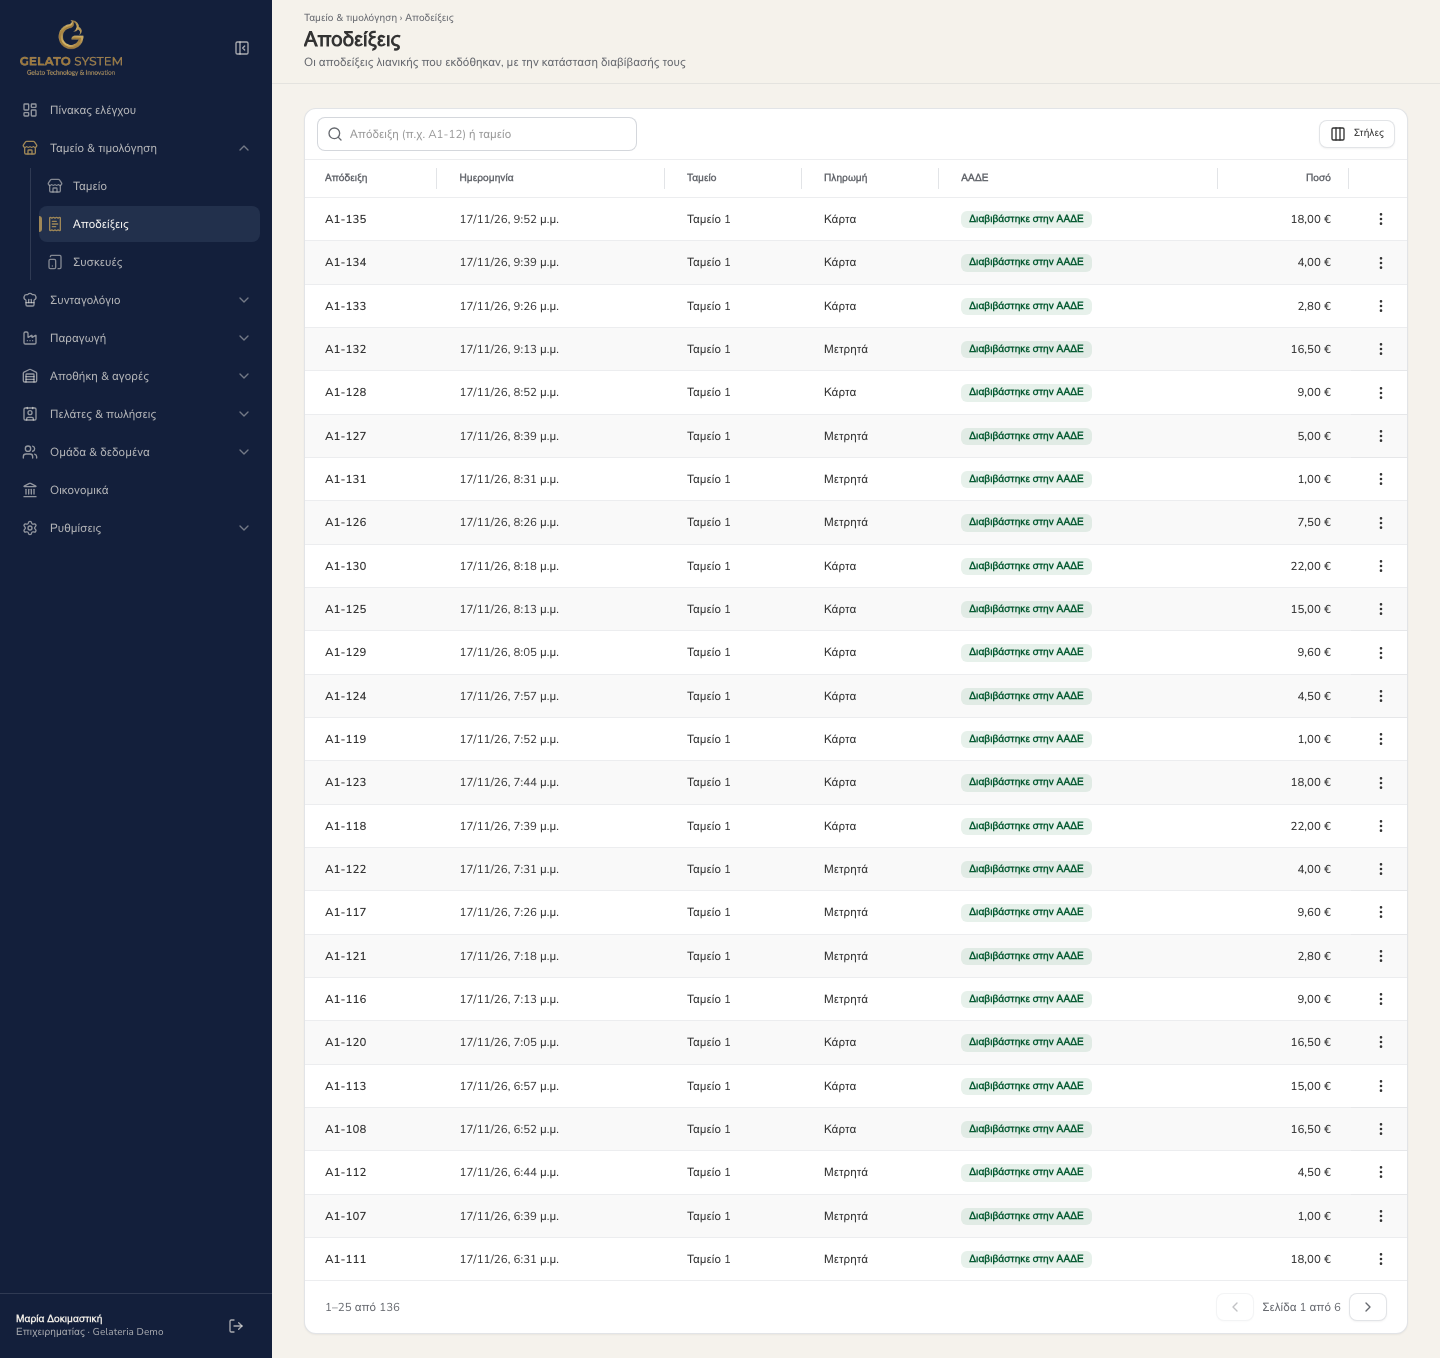 GELATO SYSTEM
Gelato Technology & Innovation
Πίνακας ελέγχου
Ταμείο & τιμολόγηση
Ταμείο
Αποδείξεις
Συσκευές
Συνταγολόγιο
Παραγωγή
Αποθήκη & αγορές
Πελάτες & πωλήσεις
Ομάδα & δεδομένα
Οικονομικά
Ρυθμίσεις
Μαρία Δοκιμαστική
Επιχειρηματίας · Gelateria Demo
Ταμείο & τιμολόγηση › Αποδείξεις
Αποδείξεις
Οι αποδείξεις λιανικής που εκδόθηκαν, με την κατάσταση διαβίβασής τους
Απόδειξη (π.χ. A1-12) ή ταμείο
Στήλες
Απόδειξη Ημερομηνία Ταμείο Πληρωμή ΑΑΔΕ Ποσό
A1-135 17/11/26, 9:52 μ.μ. Ταμείο 1 Κάρτα Διαβιβάστηκε στην ΑΑΔΕ 18,00 €
A1-134 17/11/26, 9:39 μ.μ. Ταμείο 1 Κάρτα Διαβιβάστηκε στην ΑΑΔΕ 4,00 €
A1-133 17/11/26, 9:26 μ.μ. Ταμείο 1 Κάρτα Διαβιβάστηκε στην ΑΑΔΕ 2,80 €
A1-132 17/11/26, 9:13 μ.μ. Ταμείο 1 Μετρητά Διαβιβάστηκε στην ΑΑΔΕ 16,50 €
A1-128 17/11/26, 8:52 μ.μ. Ταμείο 1 Κάρτα Διαβιβάστηκε στην ΑΑΔΕ 9,00 €
A1-127 17/11/26, 8:39 μ.μ. Ταμείο 1 Μετρητά Διαβιβάστηκε στην ΑΑΔΕ 5,00 €
A1-131 17/11/26, 8:31 μ.μ. Ταμείο 1 Μετρητά Διαβιβάστηκε στην ΑΑΔΕ 1,00 €
A1-126 17/11/26, 8:26 μ.μ. Ταμείο 1 Μετρητά Διαβιβάστηκε στην ΑΑΔΕ 7,50 €
A1-130 17/11/26, 8:18 μ.μ. Ταμείο 1 Κάρτα Διαβιβάστηκε στην ΑΑΔΕ 22,00 €
A1-125 17/11/26, 8:13 μ.μ. Ταμείο 1 Κάρτα Διαβιβάστηκε στην ΑΑΔΕ 15,00 €
A1-129 17/11/26, 8:05 μ.μ. Ταμείο 1 Κάρτα Διαβιβάστηκε στην ΑΑΔΕ 9,60 €
A1-124 17/11/26, 7:57 μ.μ. Ταμείο 1 Κάρτα Διαβιβάστηκε στην ΑΑΔΕ 4,50 €
A1-119 17/11/26, 7:52 μ.μ. Ταμείο 1 Κάρτα Διαβιβάστηκε στην ΑΑΔΕ 1,00 €
A1-123 17/11/26, 7:44 μ.μ. Ταμείο 1 Κάρτα Διαβιβάστηκε στην ΑΑΔΕ 18,00 €
A1-118 17/11/26, 7:39 μ.μ. Ταμείο 1 Κάρτα Διαβιβάστηκε στην ΑΑΔΕ 22,00 €
A1-122 17/11/26, 7:31 μ.μ. Ταμείο 1 Μετρητά Διαβιβάστηκε στην ΑΑΔΕ 4,00 €
A1-117 17/11/26, 7:26 μ.μ. Ταμείο 1 Μετρητά Διαβιβάστηκε στην ΑΑΔΕ 9,60 €
A1-121 17/11/26, 7:18 μ.μ. Ταμείο 1 Μετρητά Διαβιβάστηκε στην ΑΑΔΕ 2,80 €
A1-116 17/11/26, 7:13 μ.μ. Ταμείο 1 Μετρητά Διαβιβάστηκε στην ΑΑΔΕ 9,00 €
A1-120 17/11/26, 7:05 μ.μ. Ταμείο 1 Κάρτα Διαβιβάστηκε στην ΑΑΔΕ 16,50 €
A1-113 17/11/26, 6:57 μ.μ. Ταμείο 1 Κάρτα Διαβιβάστηκε στην ΑΑΔΕ 15,00 €
A1-108 17/11/26, 6:52 μ.μ. Ταμείο 1 Κάρτα Διαβιβάστηκε στην ΑΑΔΕ 16,50 €
A1-112 17/11/26, 6:44 μ.μ. Ταμείο 1 Μετρητά Διαβιβάστηκε στην ΑΑΔΕ 4,50 €
A1-107 17/11/26, 6:39 μ.μ. Ταμείο 1 Μετρητά Διαβιβάστηκε στην ΑΑΔΕ 1,00 €
A1-111 17/11/26, 6:31 μ.μ. Ταμείο 1 Μετρητά Διαβιβάστηκε στην ΑΑΔΕ 18,00 €
1–25 από 136
Σελίδα 1 από 6